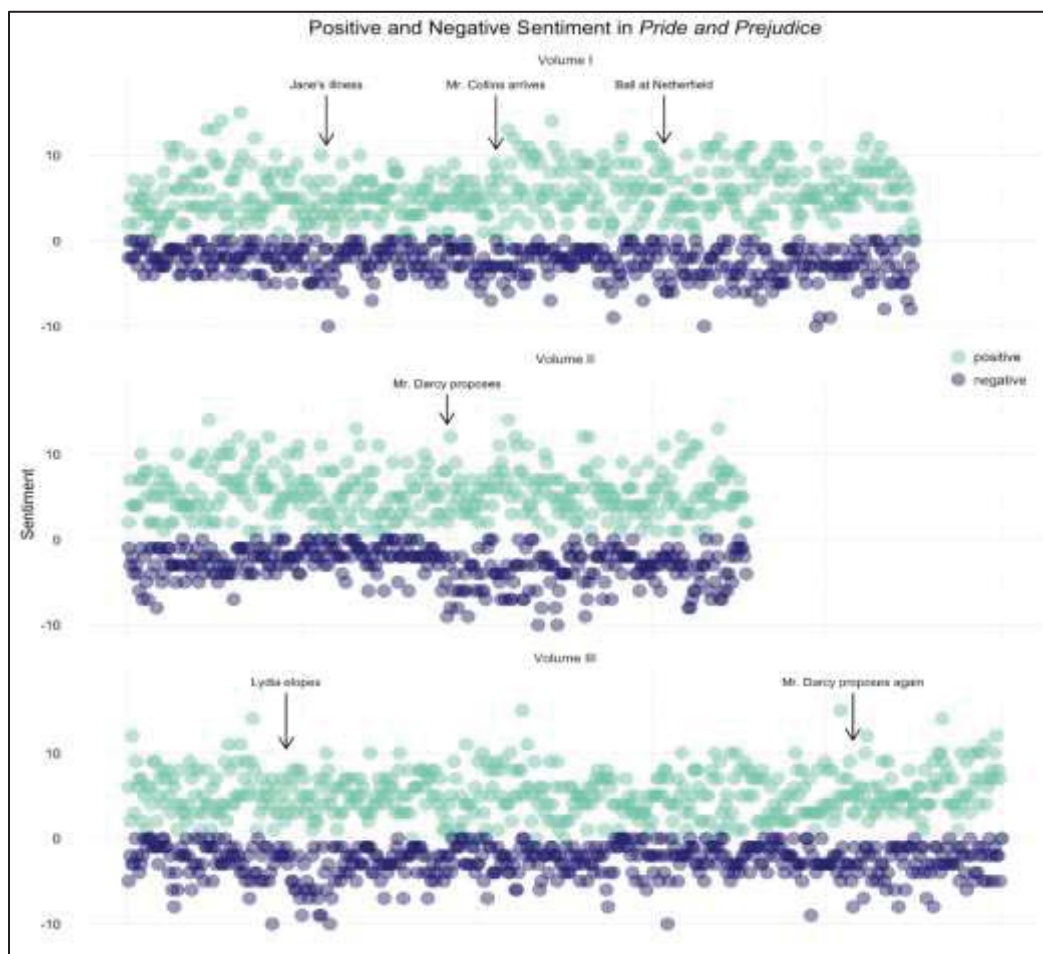 Positive and Negative Sentiment in Pride and Prejudice
Volume I
Jane's illness Mr. Collins arrives Ball at Netherfield
10
0
-10
Volume II
positive
negative
Mr. Darcy proposes
10
0
-10
Sentiment
Volume III
Lydia elopes Mr. Darcy proposes again
10
0
-10